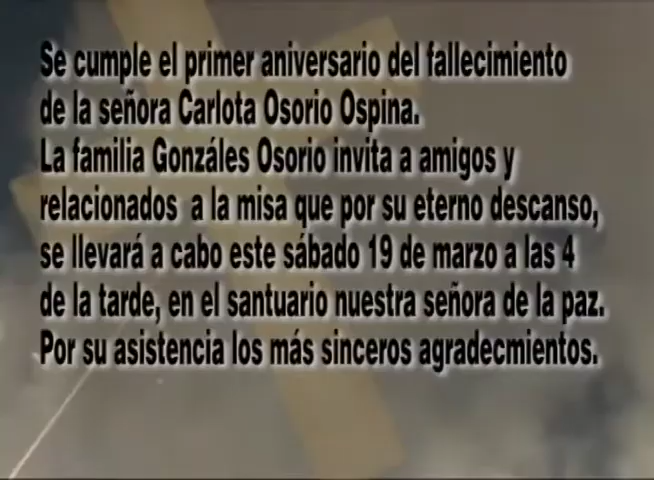 Se cumple el primer aniversario del fallecimiento
de la señora Carlota Osorio Ospina.
La familia Gonzáles Osorio invita a amigos y
relacionados a la misa que por su eterno descanso,
se llevará a cabo este sábado 19 de marzo a las 4
de la tarde, en el santuario nuestra señora de la paz.
Por su asistencia los más sinceros agradecmientos.